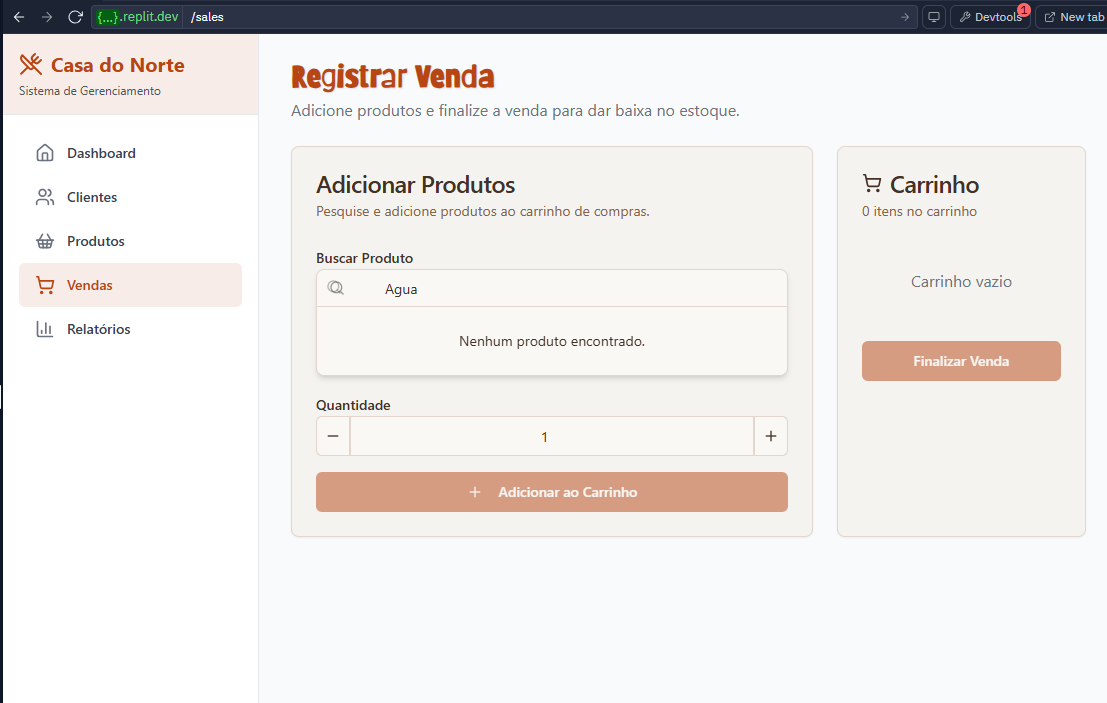 {...}.replit.dev /sales
Devtools 1
New tab
Casa do Norte
Sistema de Gerenciamento
Dashboard
Clientes
Produtos
Vendas
Relatórios
Registrar Venda
Adicione produtos e finalize a venda para dar baixa no estoque.
Adicionar Produtos
Pesquise e adicione produtos ao carrinho de compras.
Buscar Produto
Agua
Nenhum produto encontrado.
Quantidade
1
Adicionar ao Carrinho
Carrinho
0 itens no carrinho
Carrinho vazio
Finalizar Venda